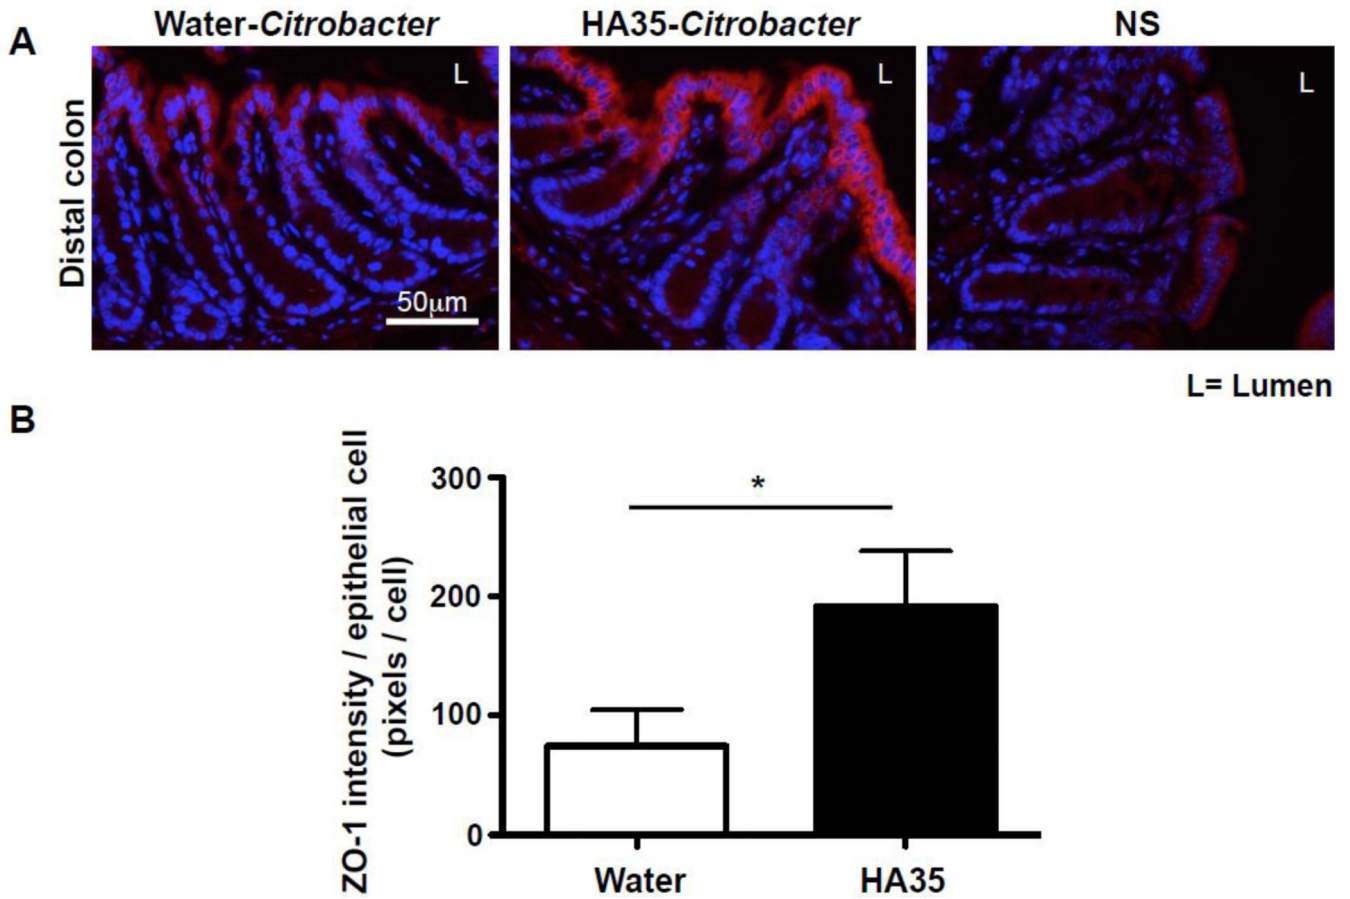 A
Water-Citrobacter
HA35-Citrobacter
NS
Distal colon
L
L
L
50μm
L= Lumen
B
ZO-1 intensity / epithelial cell
(pixels / cell)
300
200
100
0
*
Water
HA35